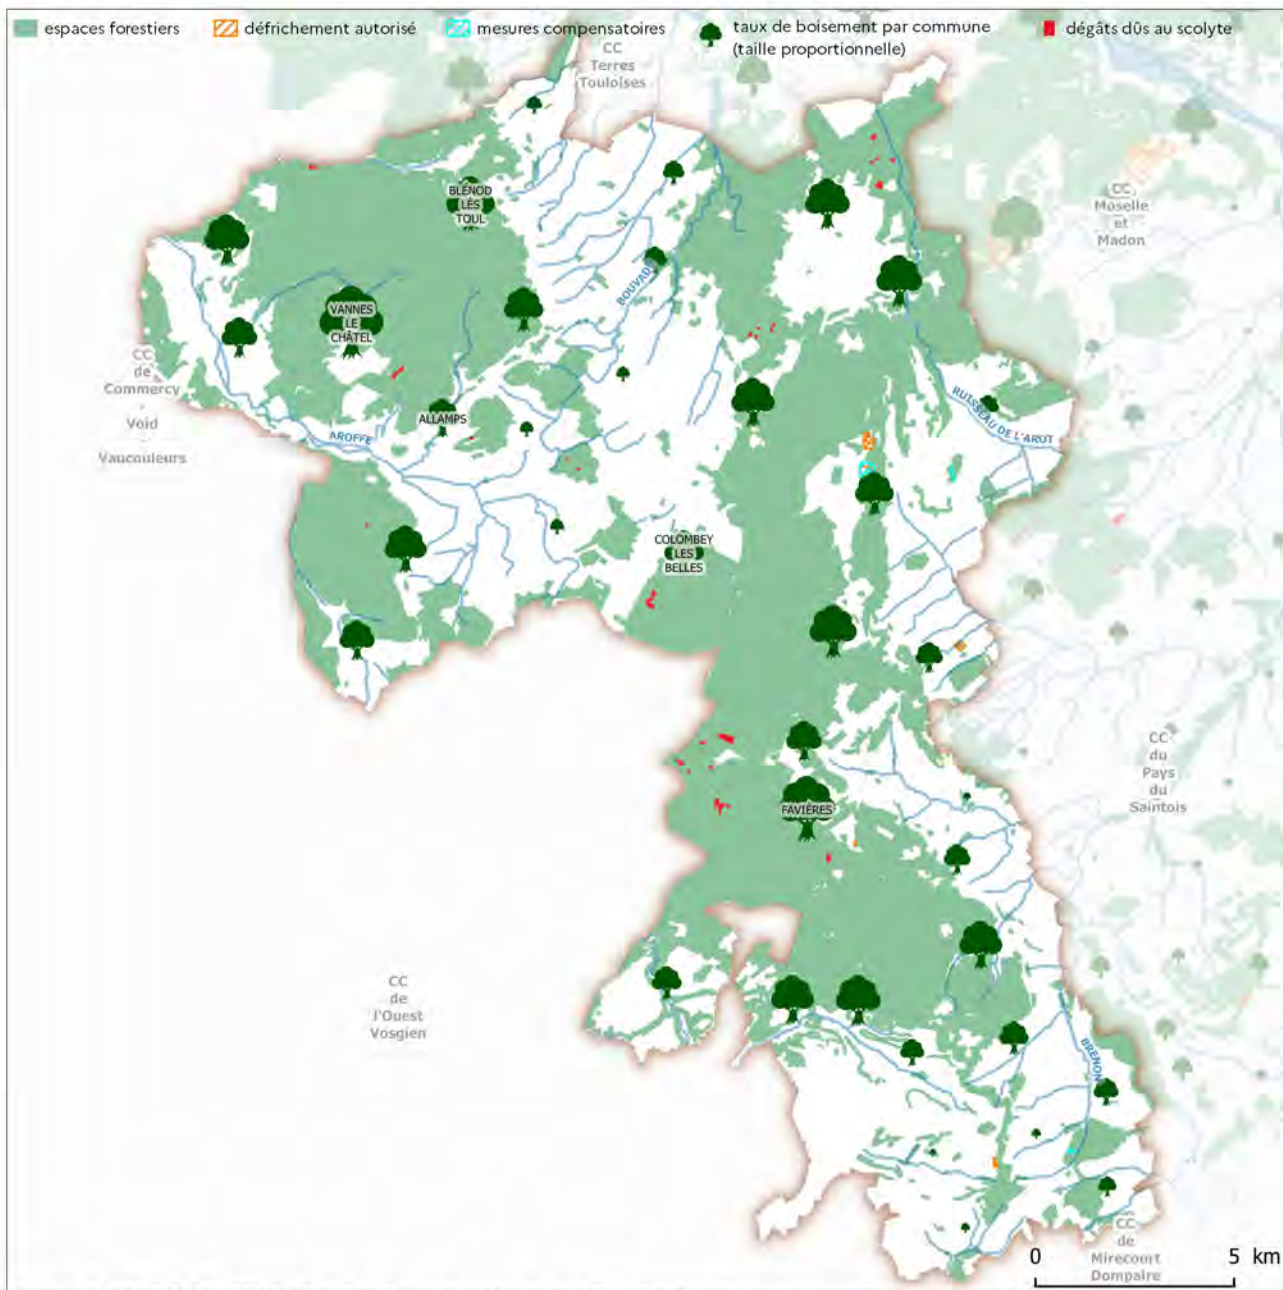 espaces forestiers
défrichement autorisé
mesures compensatoires
taux de boisement par commune
(taille proportionnelle)
dégâts dûs au scolyte
CC
Terres
Touloises
BLÉNOD
LÈS
TOUL
CC
Moselle
et
Madon
BOUVADE
VANNES
LE
CHÂTEL
CC
de
Commercy
-
Void
-
Vaucouleurs
ALLAMPS
AROFFE
RUISSEAU DE L'AROT
COLOMBEY
LES
BELLES
CC
du
Pays
du
Saintois
FAVIÈRES
CC
de
l'Ouest
Vosgien
BRENON
CC
de
Mirecourt
Dompaire
0 5 km